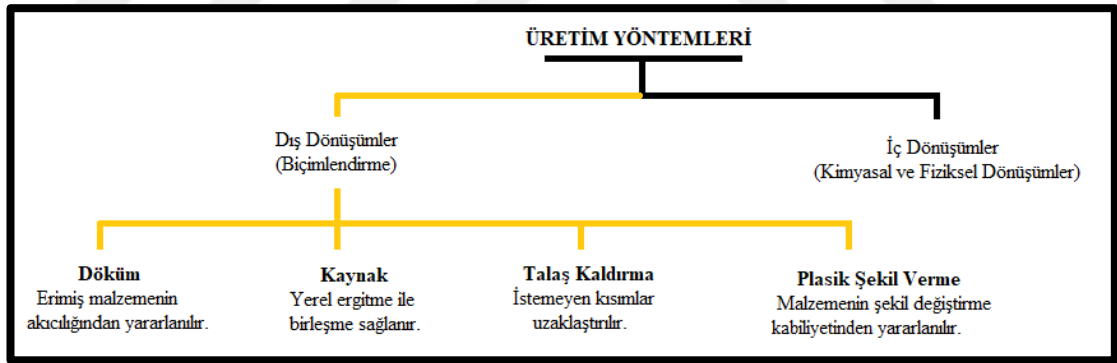 ÜRETİM YÖNTEMLERİ
Dış Dönüşümler
(Biçimlendirme)
İç Dönüşümler
(Kimyasal ve Fiziksel Dönüşümler)
Döküm
Erimiş malzemenin
akıcılığından yararlanılır.
Kaynak
Yerel ergitme ile
birleşme sağlanır.
Talaş Kaldırma
İstemeyen kısımlar
uzaklaştırılır.
Plasik Şekil Verme
Malzemenin şekil değiştirme
kabiliyetinden yararlanılır.